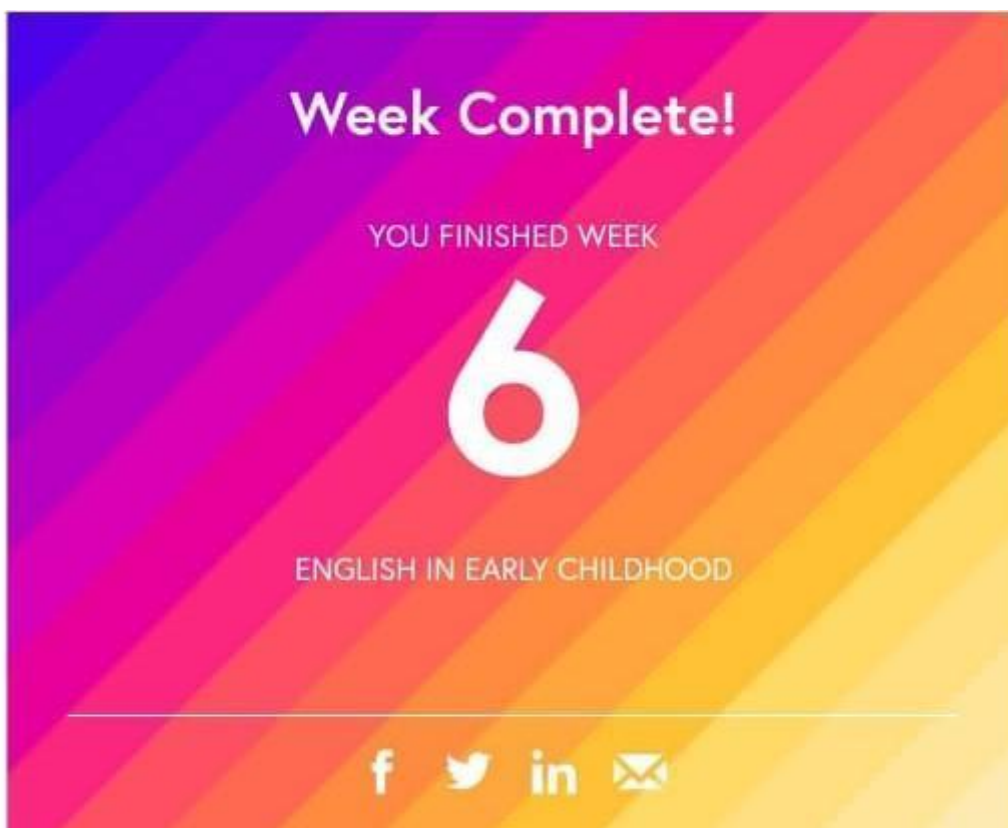 Week Complete!
YOU FINISHED WEEK
6
ENGLISH IN EARLY CHILDHOOD
f in